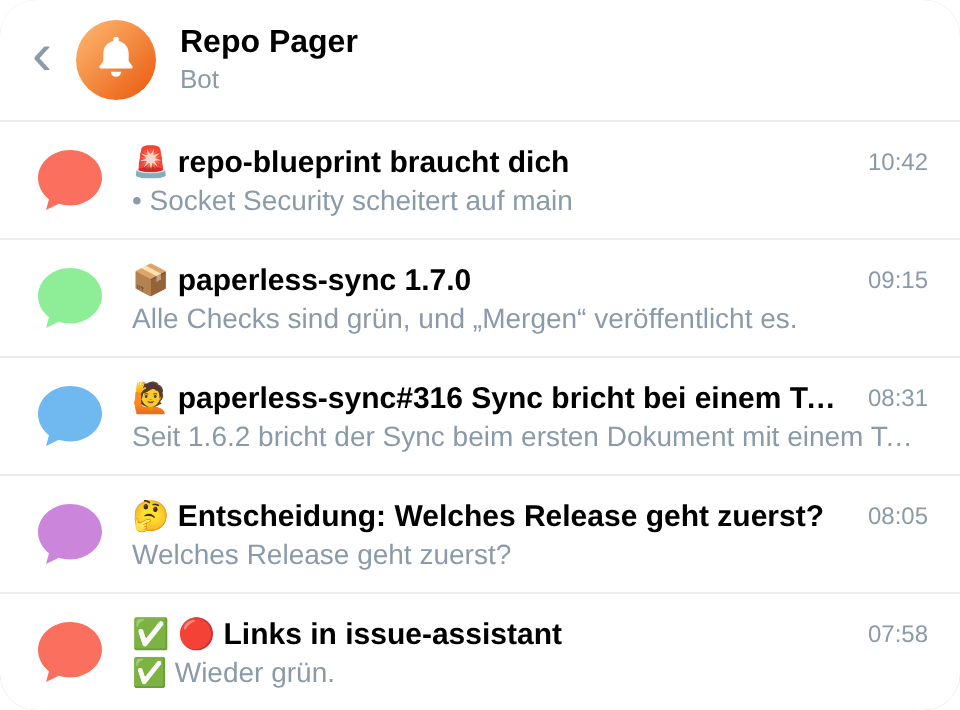 Repo Pager
Bot
🚨 repo-blueprint braucht dich 10:42
• Socket Security scheitert auf main
📦 paperless-sync 1.7.0 09:15
Alle Checks sind grün, und „Mergen“ veröffentlicht es.
🙋 paperless-sync#316 Sync bricht bei einem T… 08:31
Seit 1.6.2 bricht der Sync beim ersten Dokument mit einem T…
🤔 Entscheidung: Welches Release geht zuerst? 08:05
Welches Release geht zuerst?
✅ 🔴 Links in issue-assistant 07:58
✅ Wieder grün.